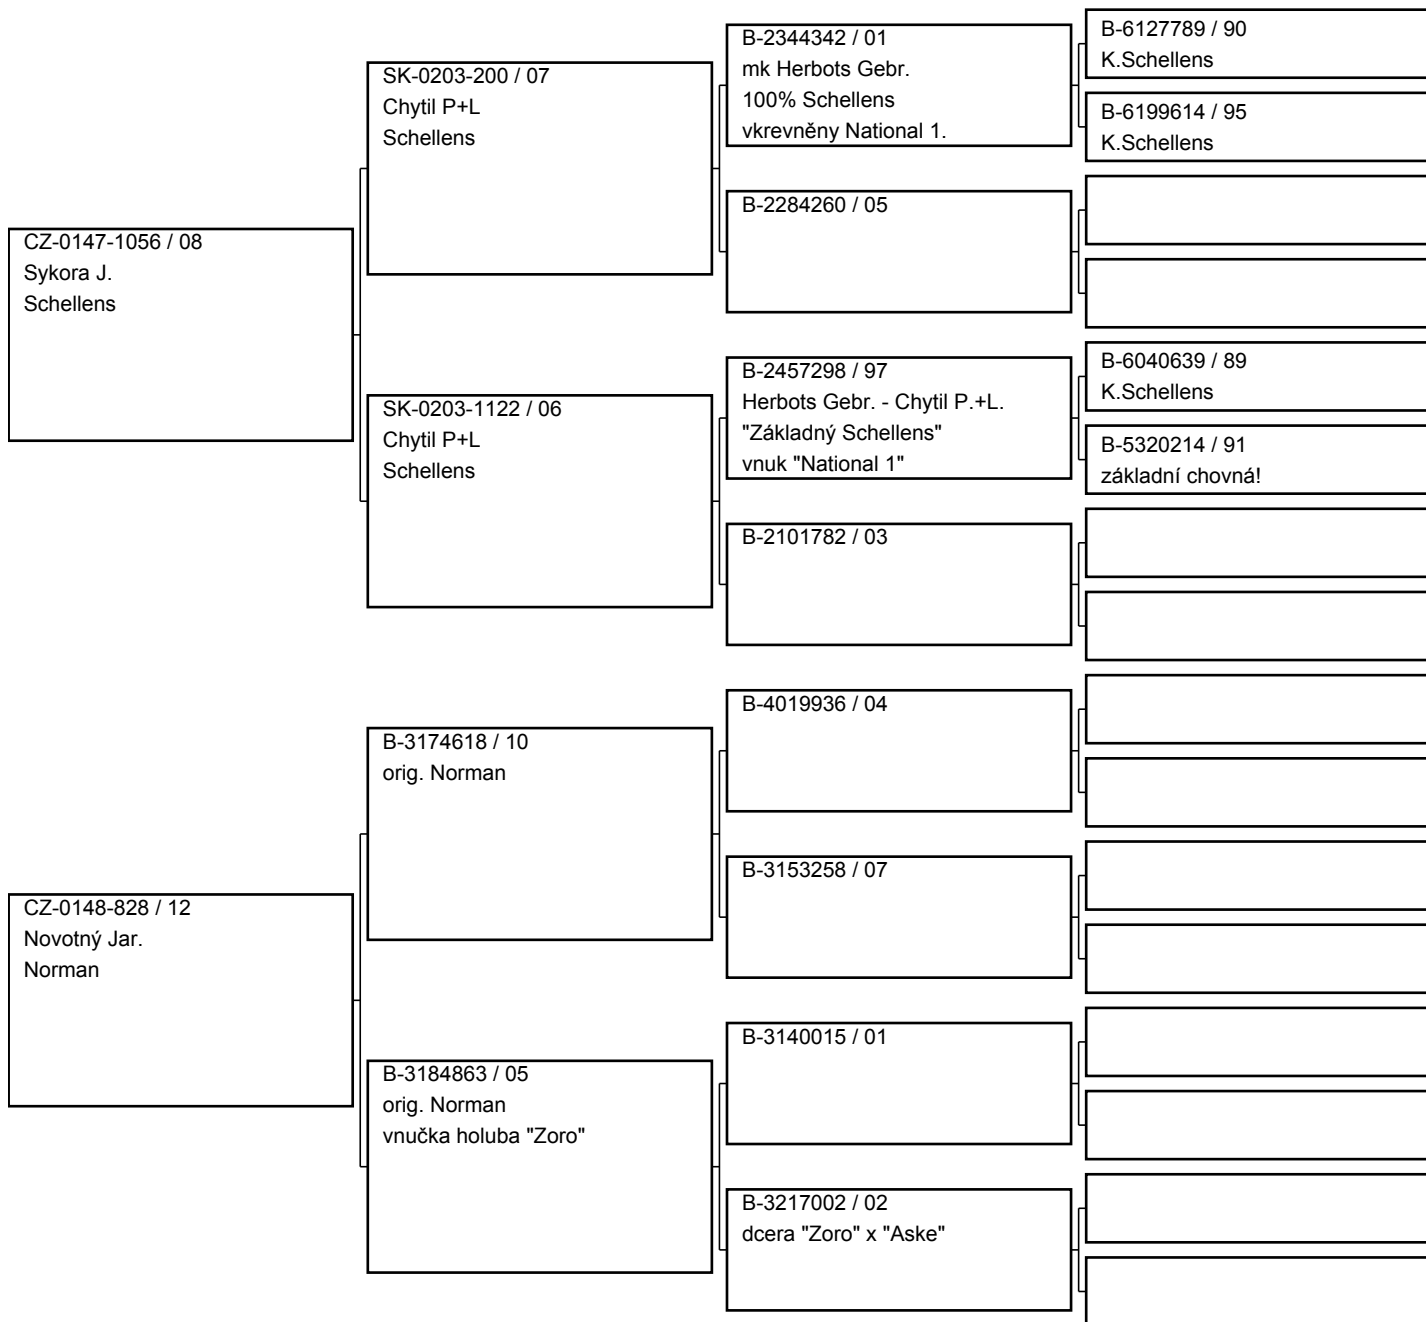 CZ-0147-1056 / 08
Sykora J.
Schellens
CZ-0148-828 / 12
Novotný Jar.
Norman
SK-0203-200 / 07
Chytil P+L
Schellens
SK-0203-1122 / 06
Chytil P+L
Schellens
B-3174618 / 10
orig. Norman
B-3184863 / 05
orig. Norman
vnučka holuba "Zoro"
B-2344342 / 01
mk Herbots Gebr.
100% Schellens
vkrevněny National 1.
B-2284260 / 05
B-2457298 / 97
Herbots Gebr. - Chytil P.+L.
"Základný Schellens"
vnuk "National 1"
B-2101782 / 03
B-4019936 / 04
B-3153258 / 07
B-3140015 / 01
B-3217002 / 02
dcera "Zoro" x "Aske"
B-6127789 / 90
K.Schellens
B-6199614 / 95
K.Schellens
B-6040639 / 89
K.Schellens
B-5320214 / 91
základní chovná!